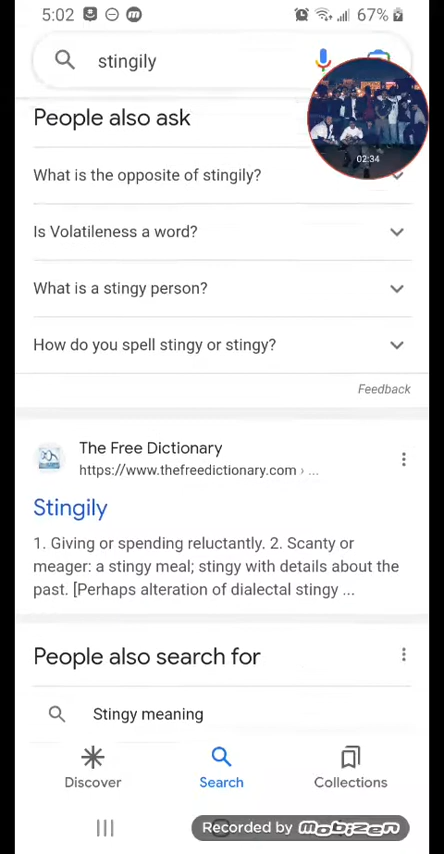 5:02 67%
stingily
People also ask
02:34
What is the opposite of stingily?
Is Volatileness a word?
What is a stingy person?
How do you spell stingy or stingy?
Feedback
The Free Dictionary
https://www.thefreedictionary.com › ...
Stingily
1. Giving or spending reluctantly. 2. Scanty or
meager: a stingy meal; stingy with details about the
past. [Perhaps alteration of dialectal stingy ...
People also search for
Stingy meaning
Discover Search Collections
Recorded by Mobizen